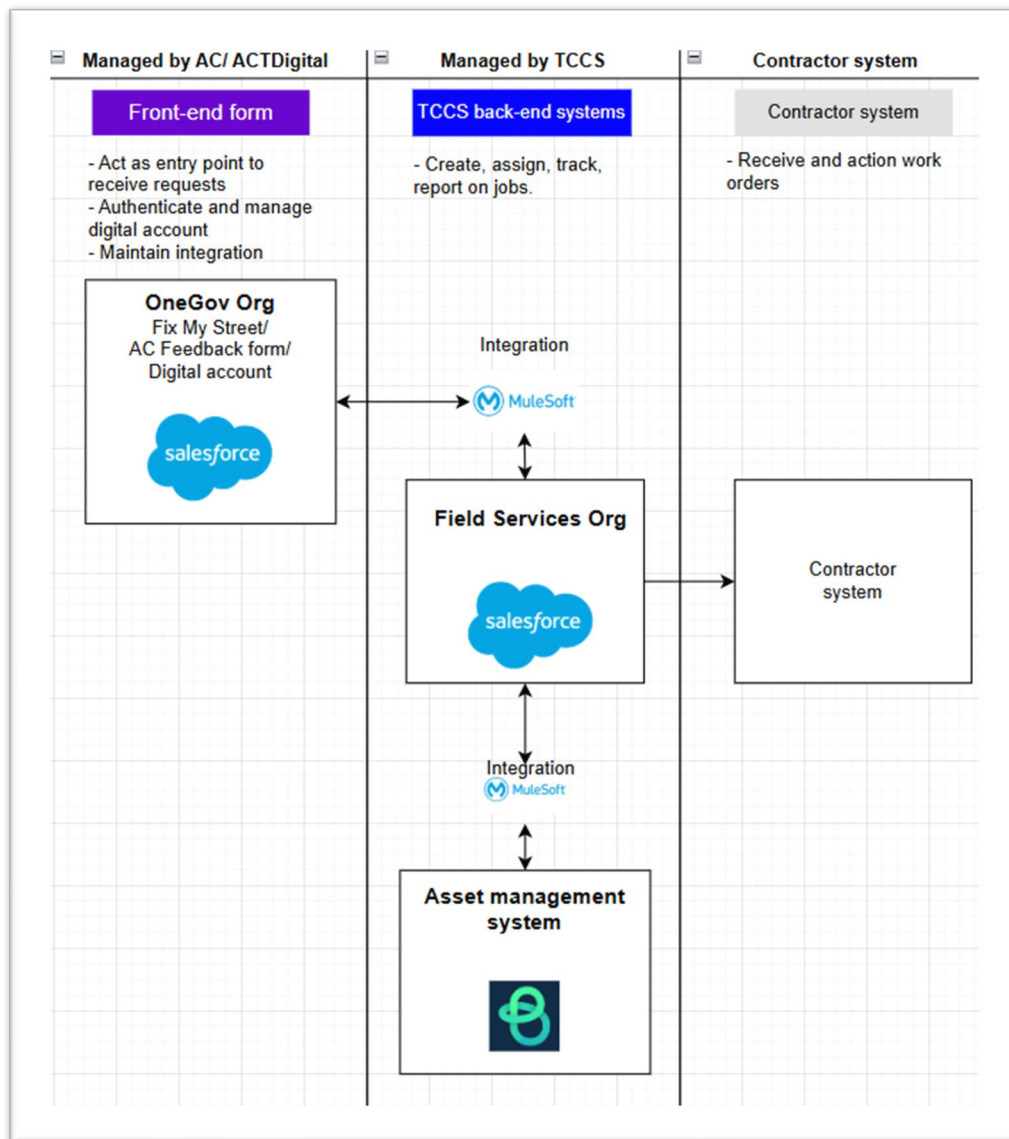 Managed by AC/ ACTDigital
Managed by TCCS
Contractor system
Front-end form
TCCS back-end systems
Contractor system
- Act as entry point to
receive requests
- Authenticate and manage
digital account
- Maintain integration
- Create, assign, track,
report on jobs.
- Receive and action work
orders
OneGov Org
Fix My Street/
AC Feedback form/
Digital account
salesforce
Integration
MuleSoft
Field Services Org
salesforce
Contractor
system
Integration
MuleSoft
Asset management
system